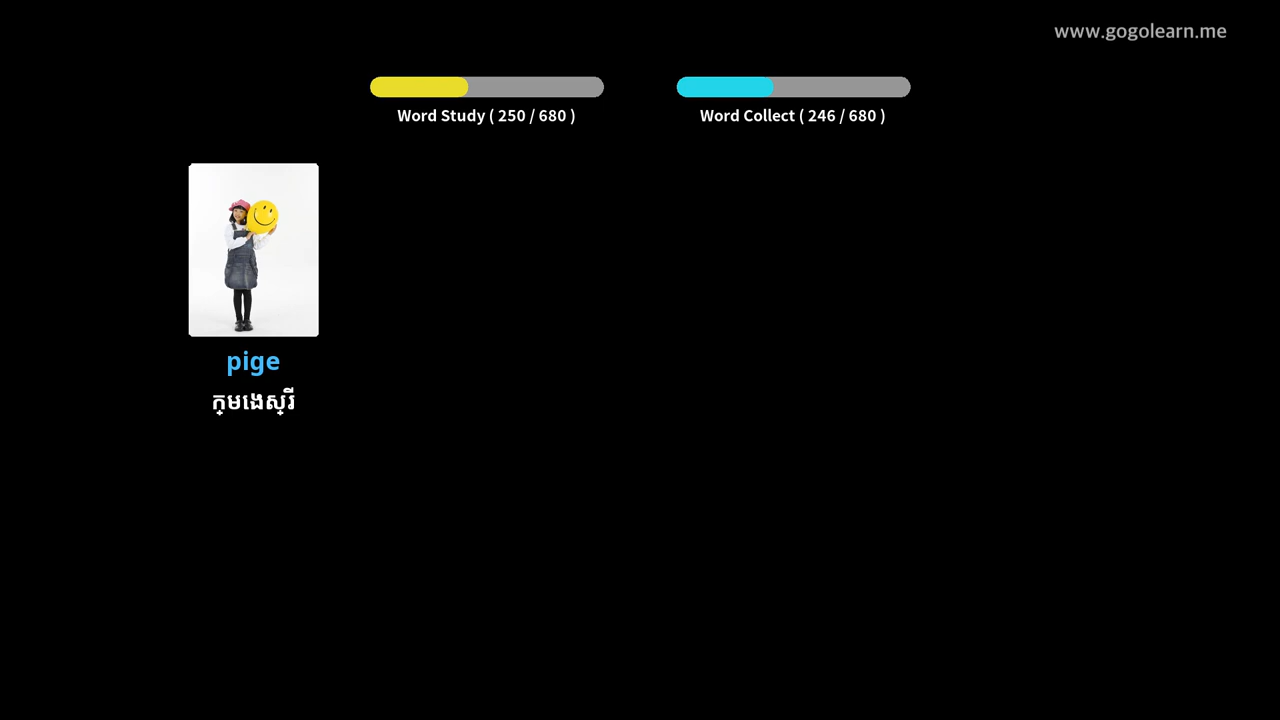 www.gogolearn.me
Word Study ( 250 / 680 )
Word Collect ( 246 / 680 )
pige
ក្មេងស្រី